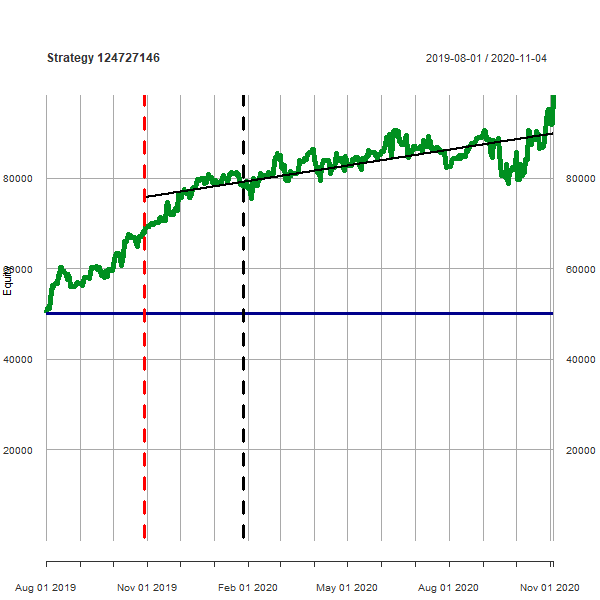 Strategy 124727146
2019-08-01 / 2020-11-04
80000
80000
60000
60000
Equity
40000
40000
20000
20000
Aug 01 2019
Nov 01 2019
Feb 01 2020
May 01 2020
Aug 01 2020
Nov 01 2020